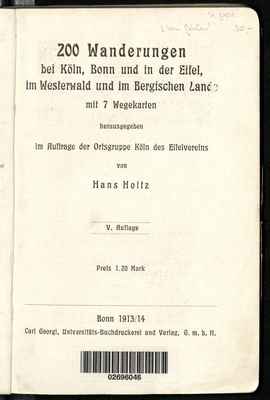 200 Wanderungen
bei Köln, Bonn und in der Eifel,
im Westerwald und im Bergischen Lande
mit 7 Wegekarten
herausgegeben
im Auftrage der Ortsgruppe Köln des Eifelvereins
von
Hans Hoitz
V. Auflage
Preis 1.20 Mark
Bonn 1913/14
Carl Georgi, Universitäts-Buchdruckerei und Verlag, G. m. b. H.
02696046